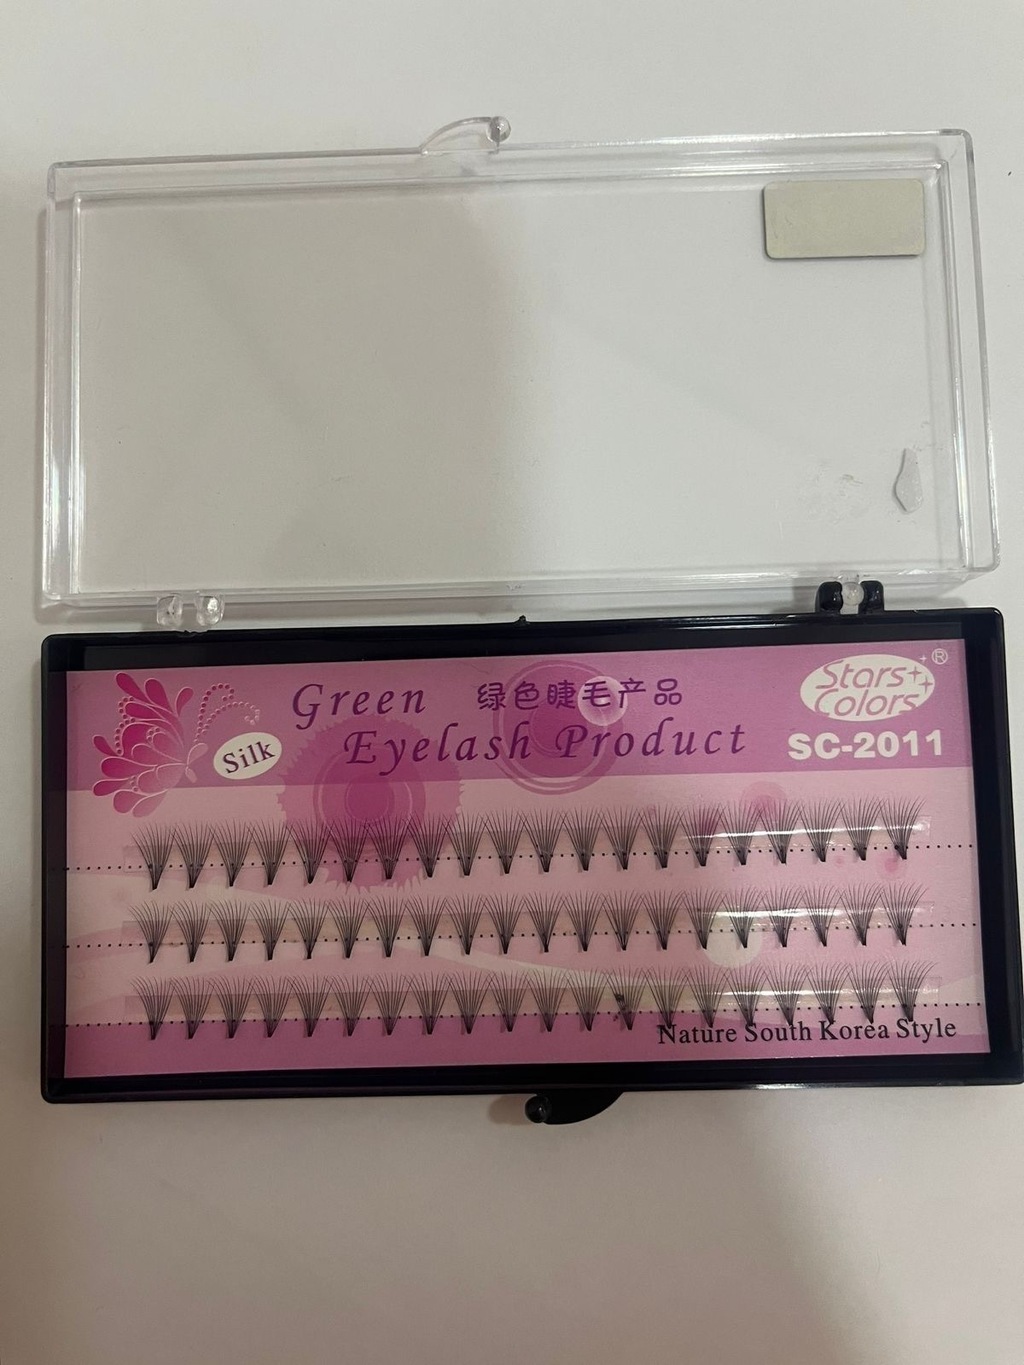 Green 绿色睫毛产品
Eyelash Product
Silk
Stars
Colors
®
SC-2011
Nature South Korea Style